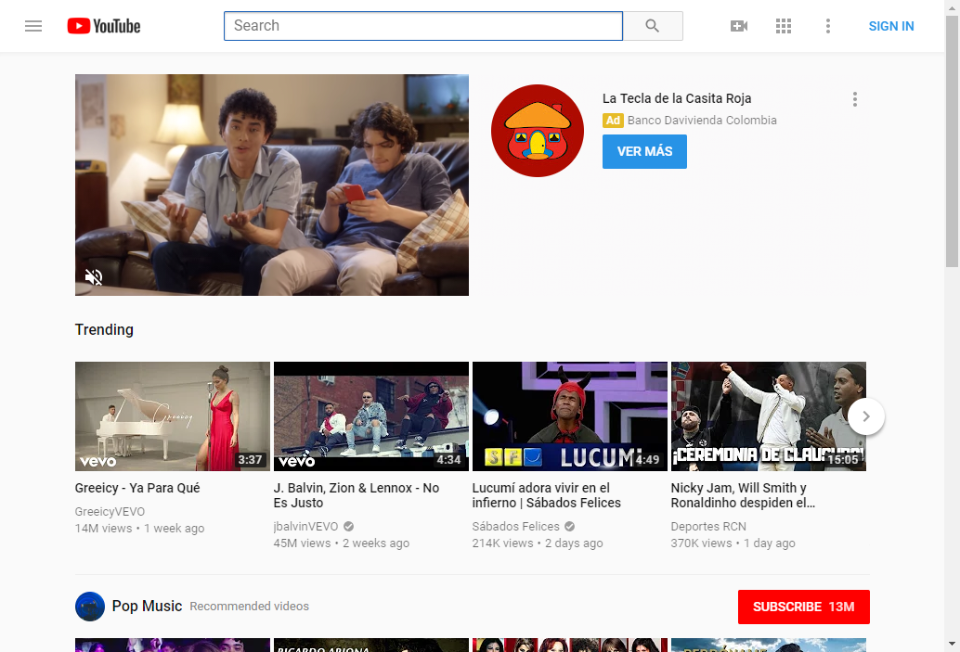 YouTube
Search
SIGN IN
La Tecla de la Casita Roja
Ad Banco Davivienda Colombia
VER MÁS
Trending
Greeicy
vevo
3:37
vevo
4:34
SFC
LUCUMÍ
4:49
¡CEREMONIA DE CLAUSURA!
15:05
Greeicy - Ya Para Qué
GreeicyVEVO
14M views • 1 week ago
J. Balvin, Zion & Lennox - No
Es Justo
jbalvinVEVO
45M views • 2 weeks ago
Lucumí adora vivir en el
infierno | Sábados Felices
Sábados Felices
214K views • 2 days ago
Nicky Jam, Will Smith y
Ronaldinho despiden el...
Deportes RCN
370K views • 1 day ago
Pop Music Recommended videos
SUBSCRIBE 13M
RICARDO ARJONA